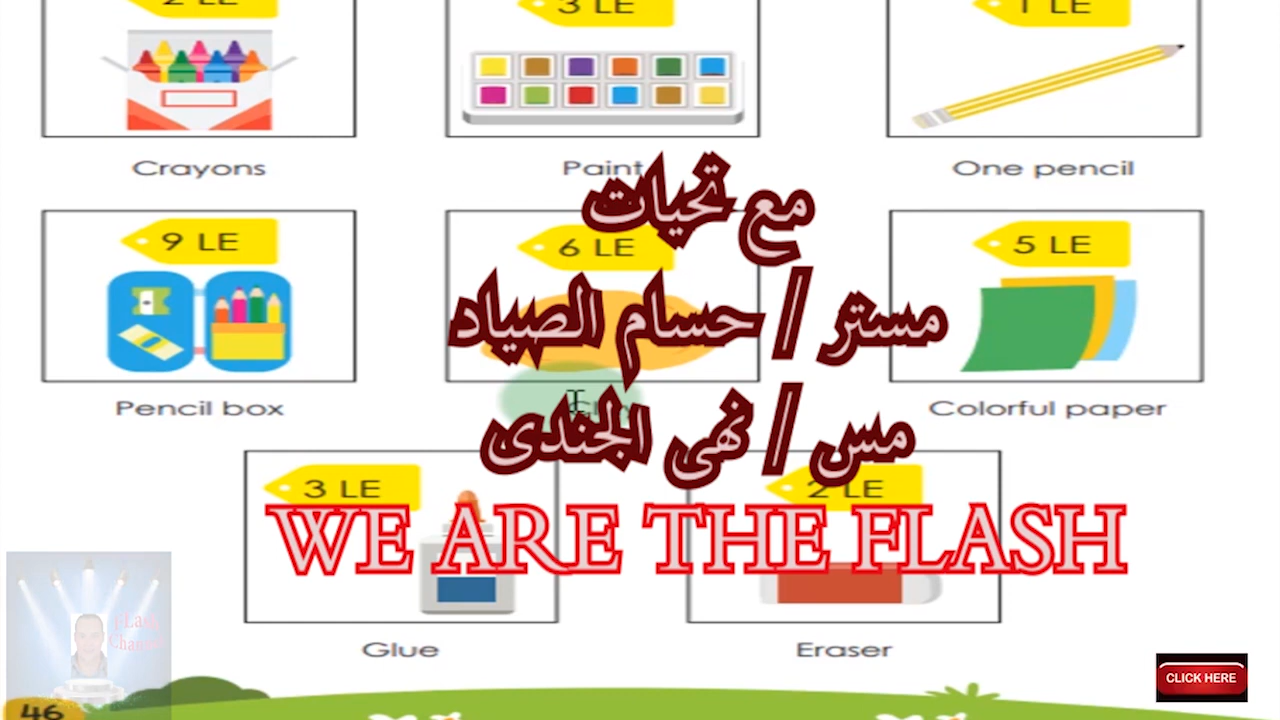 2 LE
3 LE
1 LE
Crayons
Paint
One pencil
مع تحيات
9 LE
6 LE
5 LE
مستر / حسام الصياد
Pencil box
Colorful paper
مس / نهى الجندى
3 LE
2 LE
WE ARE THE FLASH
Glue
Eraser
fLash
Channel
CLICK HERE
46